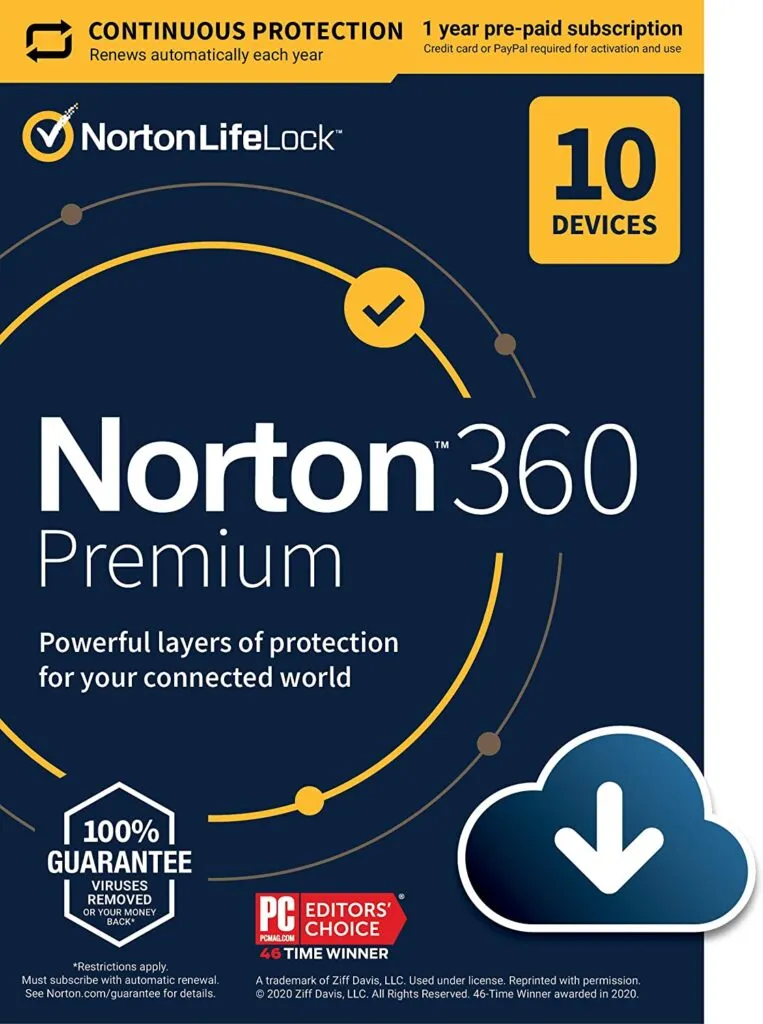 CONTINUOUS PROTECTION
Renews automatically each year
1 year pre-paid subscription
Credit card or PayPal required for activation and use
NortonLifeLock™
10
DEVICES
Norton™ 360
Premium
Powerful layers of protection
for your connected world
100%
GUARANTEE
VIRUSES
REMOVED
OR YOUR MONEY
BACK*
*Restrictions apply.
Must subscribe with automatic renewal.
See Norton.com/guarantee for details.
PC
PCMAG.COM
EDITORS'
CHOICE
®
46 TIME WINNER
A trademark of Ziff Davis, LLC. Used under license. Reprinted with permission.
© 2020 Ziff Davis, LLC. All Rights Reserved. 46-Time Winner awarded in 2020.